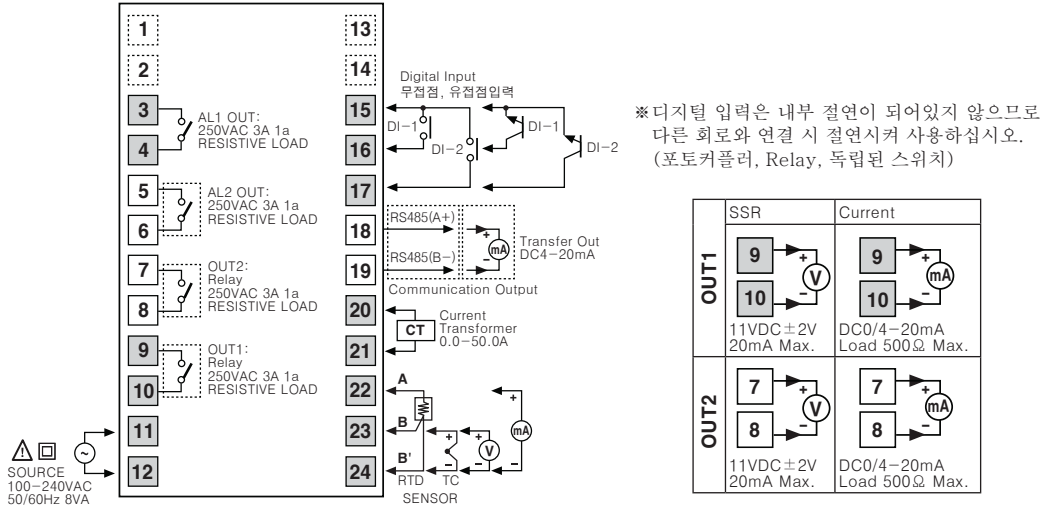 1
2
3
4
5
6
7
8
9
10
11
12
AL1 OUT:
250VAC 3A 1a
RESISTIVE LOAD
AL2 OUT:
250VAC 3A 1a
RESISTIVE LOAD
OUT2:
Relay
250VAC 3A 1a
RESISTIVE LOAD
OUT1:
Relay
250VAC 3A 1a
RESISTIVE LOAD
SOURCE
100-240VAC
50/60Hz 8VA
13
14
15
16
17
18
19
20
21
22
23
24
Digital Input
무접점, 유접점입력
DI-1
DI-2
DI-1
DI-2
RS485(A+)
RS485(B-)
Communication Output
+
mA
-
Transfer Out
DC4-20mA
CT
Current
Transformer
0.0-50.0A
A
B
B'
RTD
+
-
TC
+
V
-
+
mA
-
SENSOR
※디지털 입력은 내부 절연이 되어있지 않으므로
다른 회로와 연결 시 절연시켜 사용하십시오.
(포토커플러, Relay, 독립된 스위치)
SSR
Current
OUT1
9
10
+
V
-
11VDC±2V
20mA Max.
9
10
+
mA
-
DC0/4-20mA
Load 500Ω Max.
OUT2
7
8
+
V
-
11VDC±2V
20mA Max.
7
8
+
mA
-
DC0/4-20mA
Load 500Ω Max.